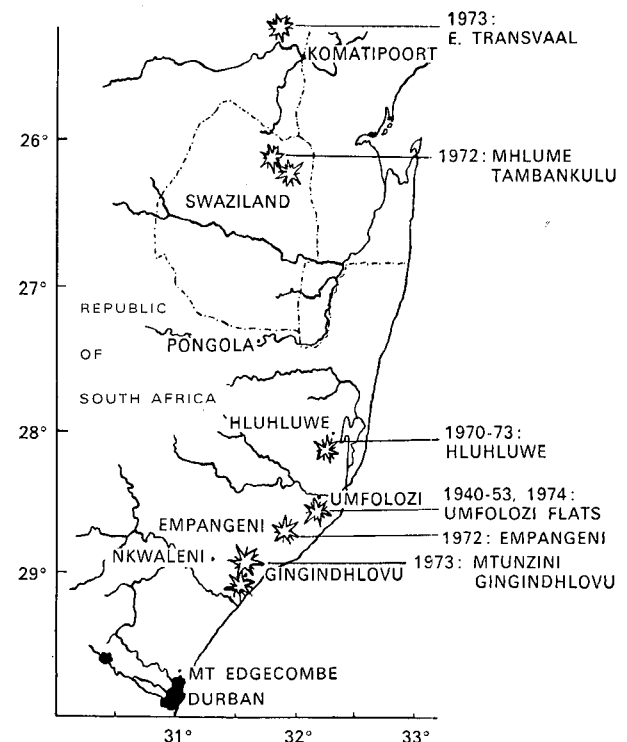 1973:
E. TRANSVAAL
KOMATIPOORT
26°
1972: MHLUME
TAMBANKULU
SWAZILAND
27°
REPUBLIC
PONGOLA
OF
SOUTH AFRICA
HLUHLUWE
28°
1970-73:
HLUHLUWE
UMFOLOZI
1940-53, 1974:
UMFOLOZI FLATS
EMPANGENI
1972: EMPANGENI
NKWALENI
1973: MTUNZINI
GINGINDHLOVU
GINGINDHLOVU
29°
MT EDGECOMBE
DURBAN
31°
32°
33°